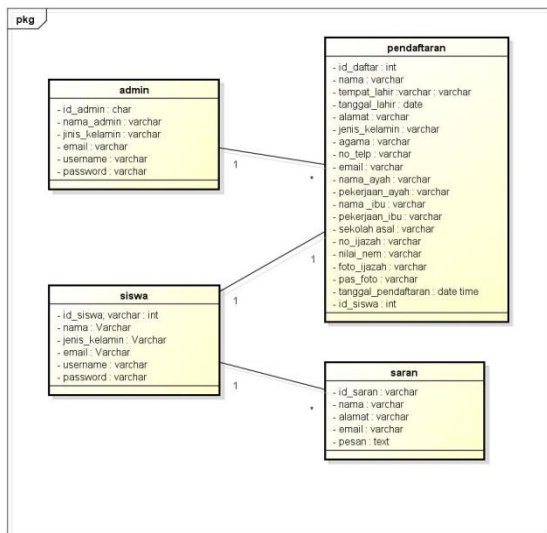 pkg
admin
- id_admin : char
- nama_admin : varchar
- jinis_kelamin : varchar
- email : varchar
- username : varchar
- password : varchar
pendaftaran
- id_daftar : int
- nama : varchar
- tempat_lahir :varchar : varchar
- tanggal_lahir : date
- alamat : varchar
- jenis_kelamin : varchar
- agama : varchar
- no_telp : varchar
- email : varchar
- nama_ayah : varchar
- pekerjaan_ayah : varchar
- nama _ibu : varchar
- pekerjaan_ibu : varchar
- sekolah asal : varchar
- no_ijazah : varchar
- nilai_nem : varchar
- foto_ijazah : varchar
- pas_foto : varchar
- tanggal_pendaftaran : date time
- id_siswa : int
1
*
siswa
- id_siswa; varchar : int
- nama : Varchar
- jenis_kelamin : Varchar
- email : Varchar
- username : varchar
- password : varchar
1
1
1
*
saran
- id_saran : varchar
- nama : varchar
- alamat : varchar
- email : varchar
- pesan : text